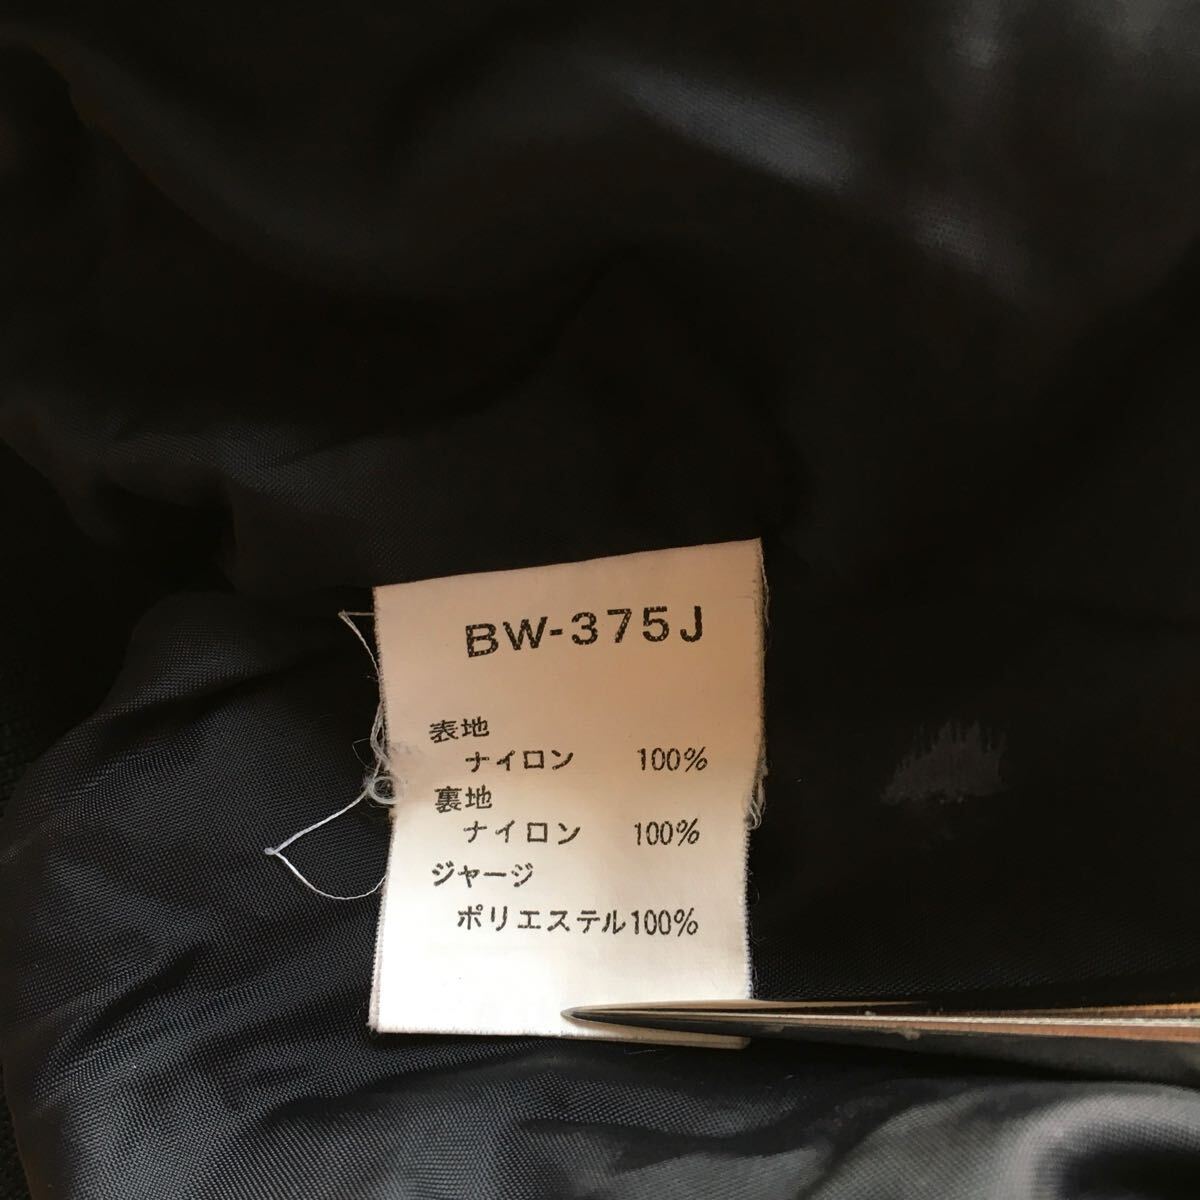 BW-375J
表地
ナイロン 100%
裏地
ナイロン 100%
ジャージ
ポリエステル100%